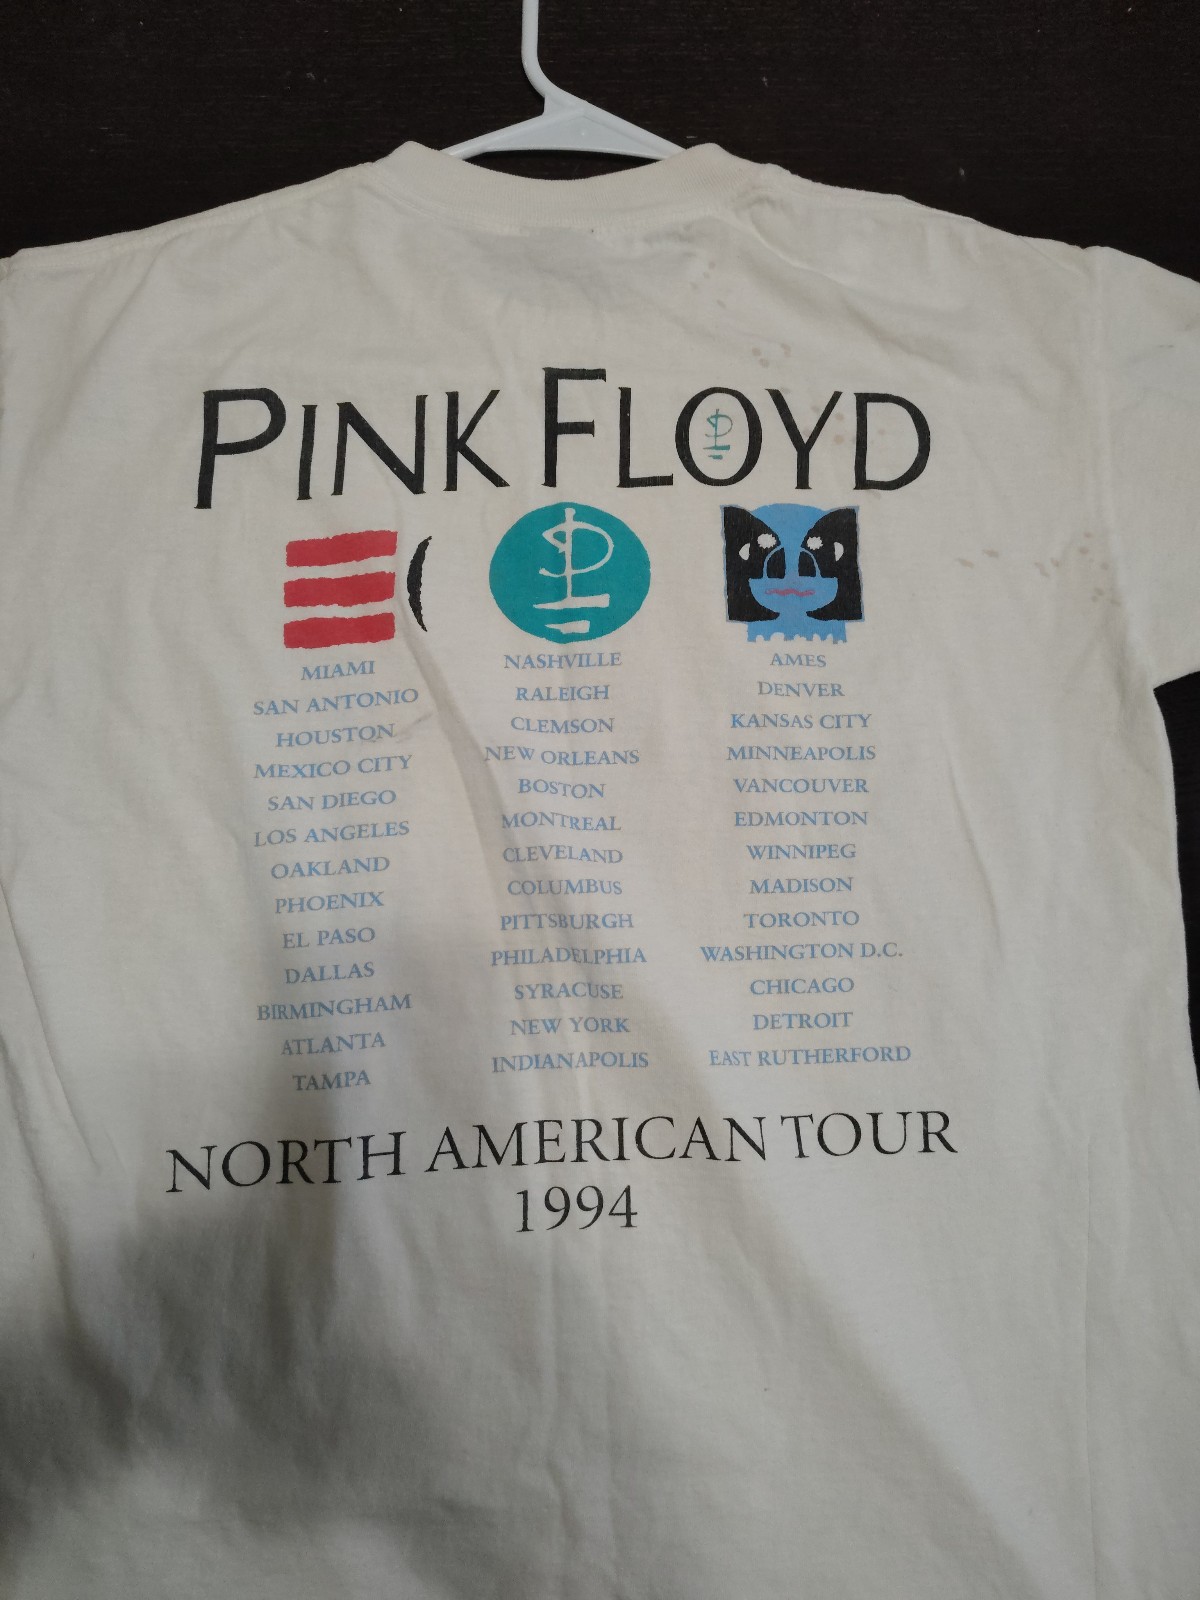 PINK FLOYD
MIAMI
SAN ANTONIO
HOUSTON
MEXICO CITY
SAN DIEGO
LOS ANGELES
OAKLAND
PHOENIX
EL PASO
DALLAS
BIRMINGHAM
ATLANTA
TAMPA
NASHVILLE
RALEIGH
CLEMSON
NEW ORLEANS
BOSTON
MONTREAL
CLEVELAND
COLUMBUS
PITTSBURGH
PHILADELPHIA
SYRACUSE
NEW YORK
INDIANAPOLIS
AMES
DENVER
KANSAS CITY
MINNEAPOLIS
VANCOUVER
EDMONTON
WINNIPEG
MADISON
TORONTO
WASHINGTON D.C.
CHICAGO
DETROIT
EAST RUTHERFORD
NORTH AMERICAN TOUR
1994